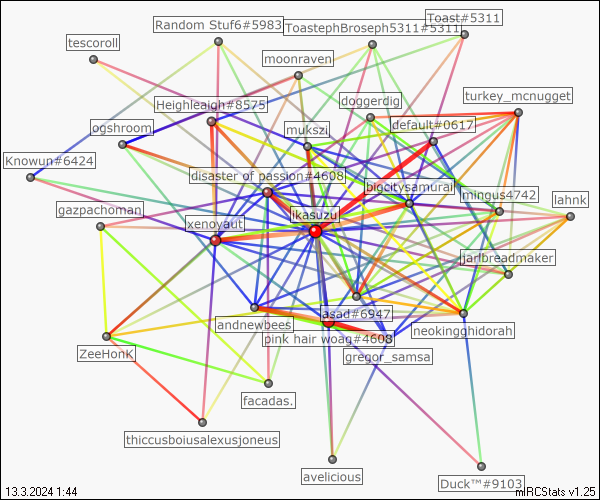 Random Stuf6#5983
Toast#5311
ToastephBroseph5311#5311
tescoroll
moonraven
turkey_mcnugget
Heighleaigh#8575
doggerdig
ogshroom
mukszi
default#0617
Knowun#6424
disaster of passion#4608
bigcitysamurai
mingus4742
lahnk
gazpachoman
ikasuzu
xenoyaut
jarlbreadmaker
asad#6947
andnewbees
neokingghidorah
pink hair woag#4608
ZeeHonK
gregor_samsa
facadas.
thiccusboiusalexusjoneus
avelicious
Duck™#9103
13.3.2024 1:44
mIRCStats v1.25